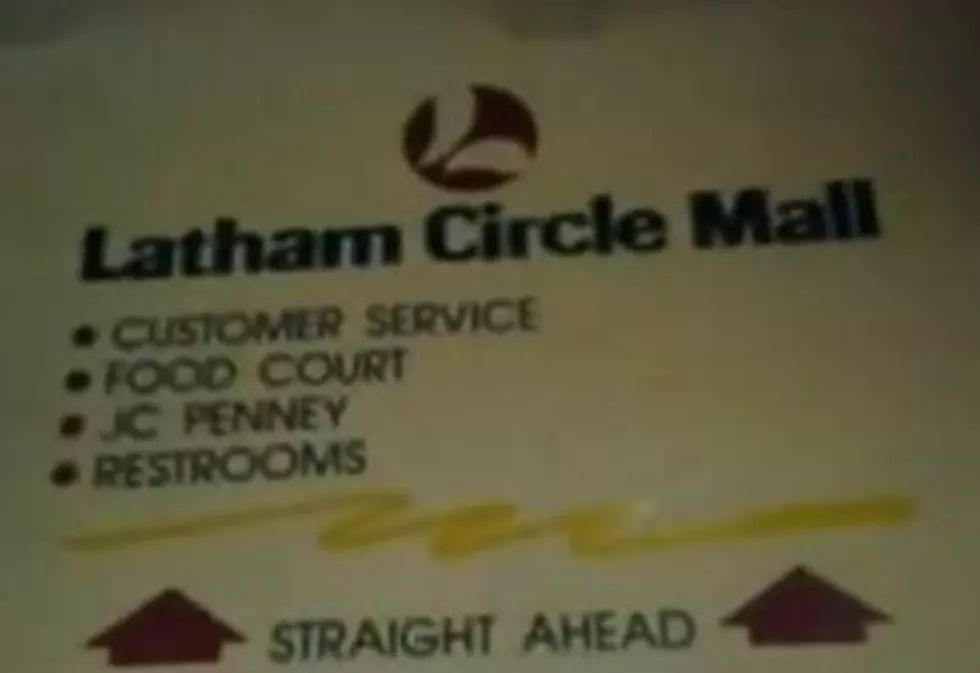 Latham Circle Mall
• CUSTOMER SERVICE
• FOOD COURT
• JC PENNEY
• RESTROOMS
STRAIGHT AHEAD